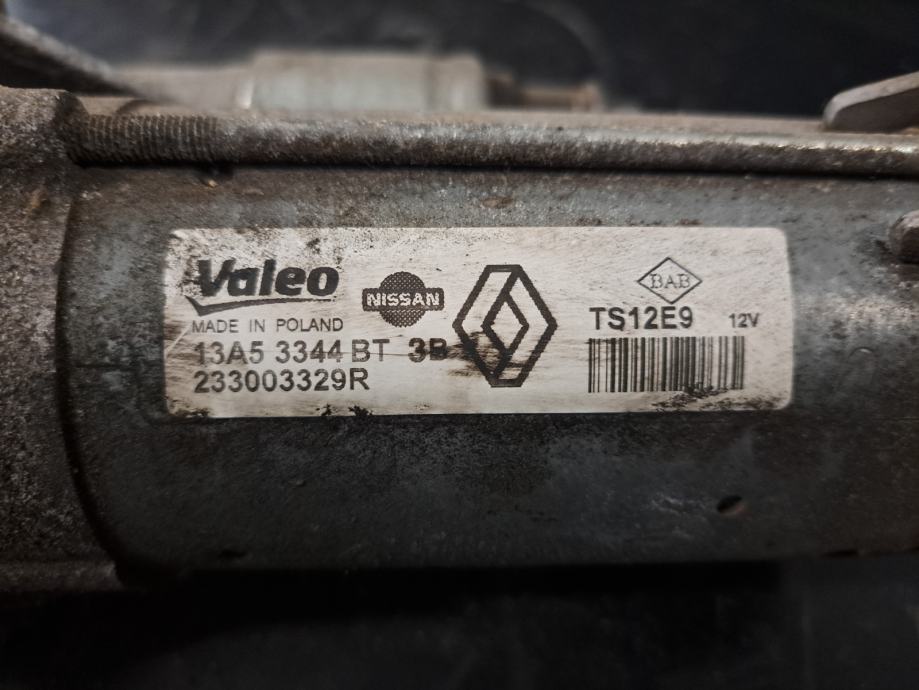 Valeo
NISSAN
MADE IN POLAND
13A5 3344 BT 3B
233003329R
BAB
TS12E9 12V